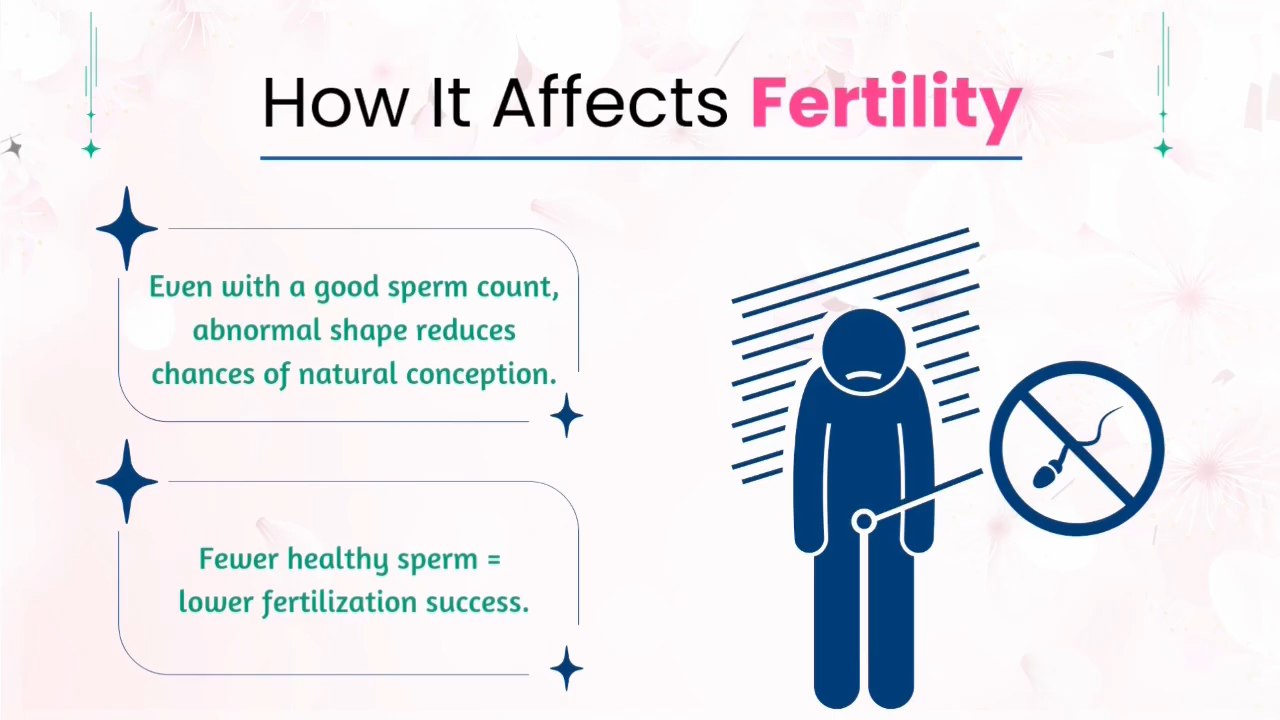 How It Affects Fertility
Even with a good sperm count,
abnormal shape reduces
chances of natural conception.
Fewer healthy sperm =
lower fertilization success.